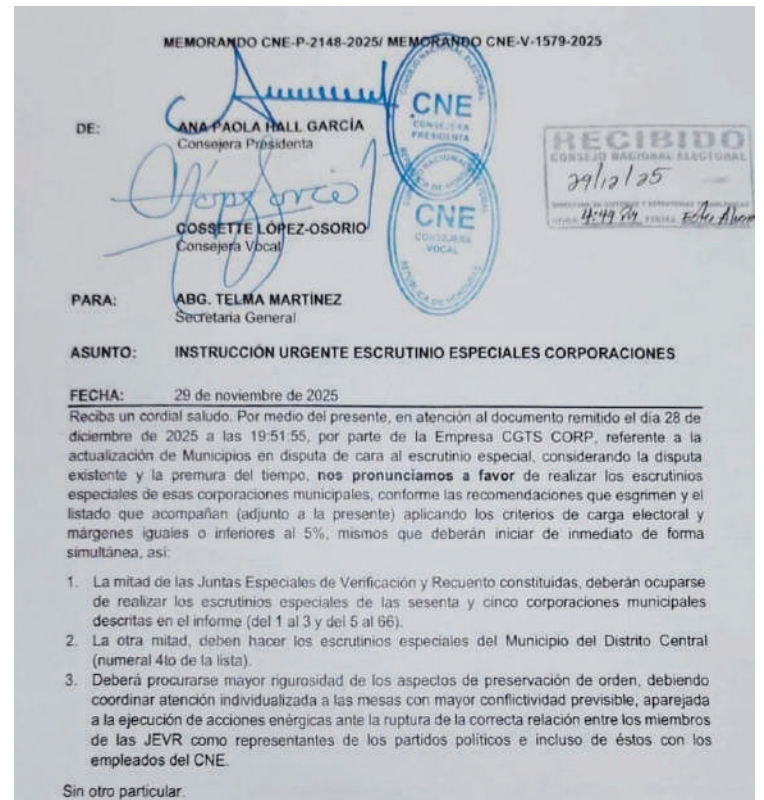 MEMORANDO CNE-P-2148-2025/ MEMORANDO CNE-V-1579-2025
CONSEJO NACIONAL ELECTORAL
CNE
CONSEJERA
PRESIDENTA
DE: ANA PAOLA HALL GARCÍA
Consejera Presidenta
RECIBIDO
CONSEJO NACIONAL ELECTORAL
29/12/25
4:49
CNE
CONSEJERA
VOCAL
REPUBLICA DE HONDURAS
COSSETTE LÓPEZ-OSORIO
Consejera Vocal
PARA: ABG. TELMA MARTÍNEZ
Secretaria General
ASUNTO: INSTRUCCIÓN URGENTE ESCRUTINIO ESPECIALES CORPORACIONES
FECHA: 29 de noviembre de 2025
Reciba un cordial saludo. Por medio del presente, en atención al documento remitido el día 28 de
diciembre de 2025 a las 19:51:55, por parte de la Empresa CGTS CORP, referente a la
actualización de Municipios en disputa de cara al escrutinio especial, considerando la disputa
existente y la premura del tiempo, nos pronunciamos a favor de realizar los escrutinios
especiales de esas corporaciones municipales, conforme las recomendaciones que esgrimen y el
listado que acompañan (adjunto a la presente) aplicando los criterios de carga electoral y
márgenes iguales o inferiores al 5%, mismos que deberán iniciar de inmediato de forma
simultánea, así:
1. La mitad de las Juntas Especiales de Verificación y Recuento constituidas, deberán ocuparse
de realizar los escrutinios especiales de las sesenta y cinco corporaciones municipales
descritas en el informe (del 1 al 3 y del 5 al 66).
2. La otra mitad, deben hacer los escrutinios especiales del Municipio del Distrito Central
(numeral 4to de la lista).
3. Deberá procurarse mayor rigurosidad de los aspectos de preservación de orden, debiendo
coordinar atención individualizada a las mesas con mayor conflictividad previsible, aparejada
a la ejecución de acciones enérgicas ante la ruptura de la correcta relación entre los miembros
de las JEVR como representantes de los partidos políticos e incluso de éstos con los
empleados del CNE.
Sin otro particular.